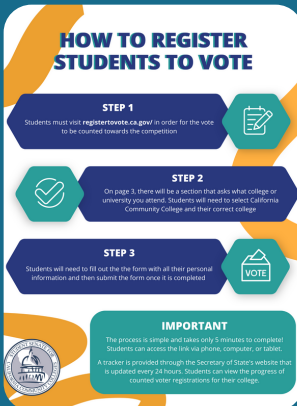 HOW TO REGISTER
STUDENTS TO VOTE
STEP 1
Students must visit registertovote.ca.gov/ in order for the vote
to be counted towards the competition
STEP 2
On page 3, there will be a section that asks what college or
university you attend. Students will need to select California
Community College and their correct college
STEP 3
Students will need to fill out the the form with all their personal
information and then submit the form once it is completed
VOTE
IMPORTANT
The process is simple and takes only 5 minutes to complete!
Students can access the link via phone, computer, or tablet.
A tracker is provided through the Secretary of State's website that
is updated every 24 hours. Students can view the progress of
counted voter registrations for their college.